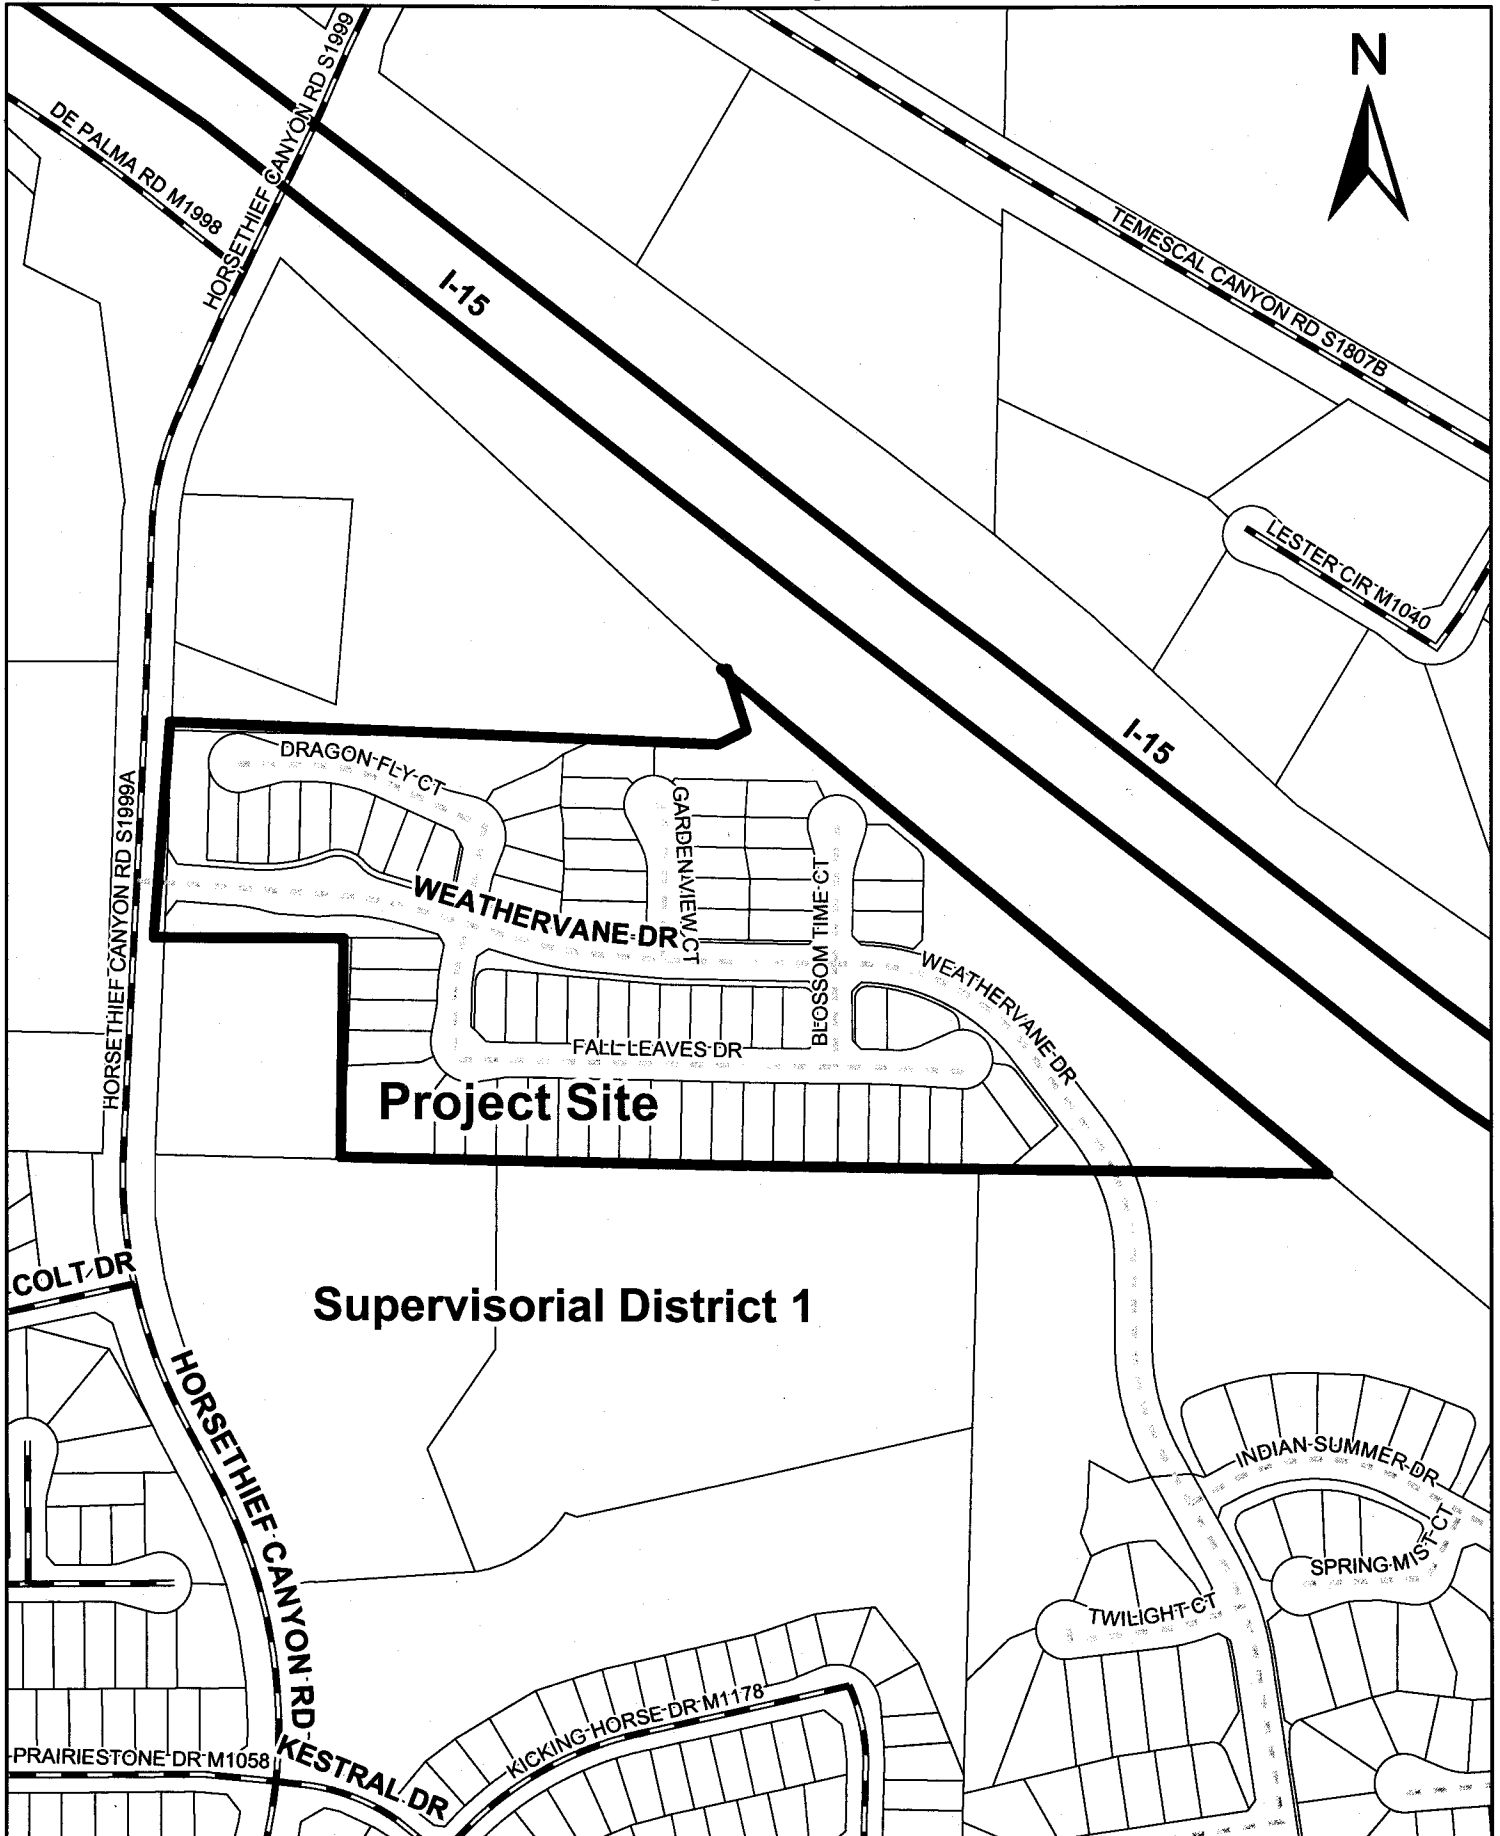 N
HORSETHIEF CANYON RD S1999
DE PALMA RD M1998
TEMESCAL CANYON RD S1807B
I-15
LESTER CIR M1040
I-15
DRAGON FLY CT
GARDEN VIEW CT
HORSETHIEF CANYON RD S1999A
BLOSSOM TIME CT
WEATHERVANE DR
WEATHERVANE DR
FALL LEAVES DR
Project Site
COLT DR
Supervisorial District 1
HORSETHIEF CANYON RD
INDIAN SUMMER DR
SPRING MIST CT
TWILIGHT CT
KICKING HORSE DR M1178
PRAIRIESTONE DR M1058
KESTRAL DR